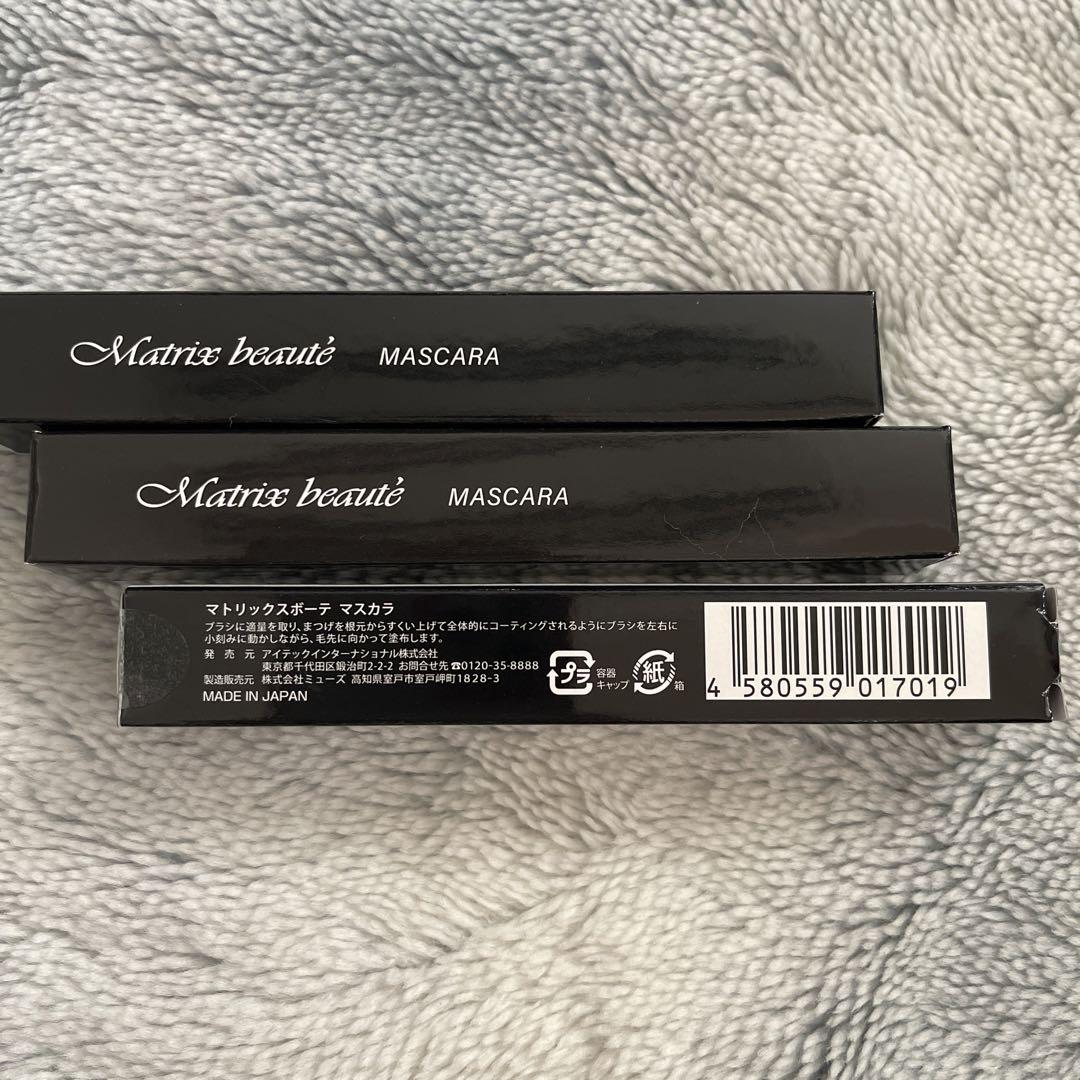 Matrix beauté MASCARA
Matrix beauté MASCARA
マトリックスボーテ マスカラ
ブラシに適量を取り、まつげを根元からすくい上げて全体的にコーティングされるようにブラシを左右に
小刻みに動かしながら、毛先に向かって塗布します。
発 売 元 アイテックインターナショナル株式会社
東京都千代田区鍛治町2-2-2 お問合せ先☎0120-35-8888
製造販売元 株式会社ミューズ 高知県室戸市室戸岬町1828-3
MADE IN JAPAN
プラ 容器
キャップ
紙 箱
4 580559 017019